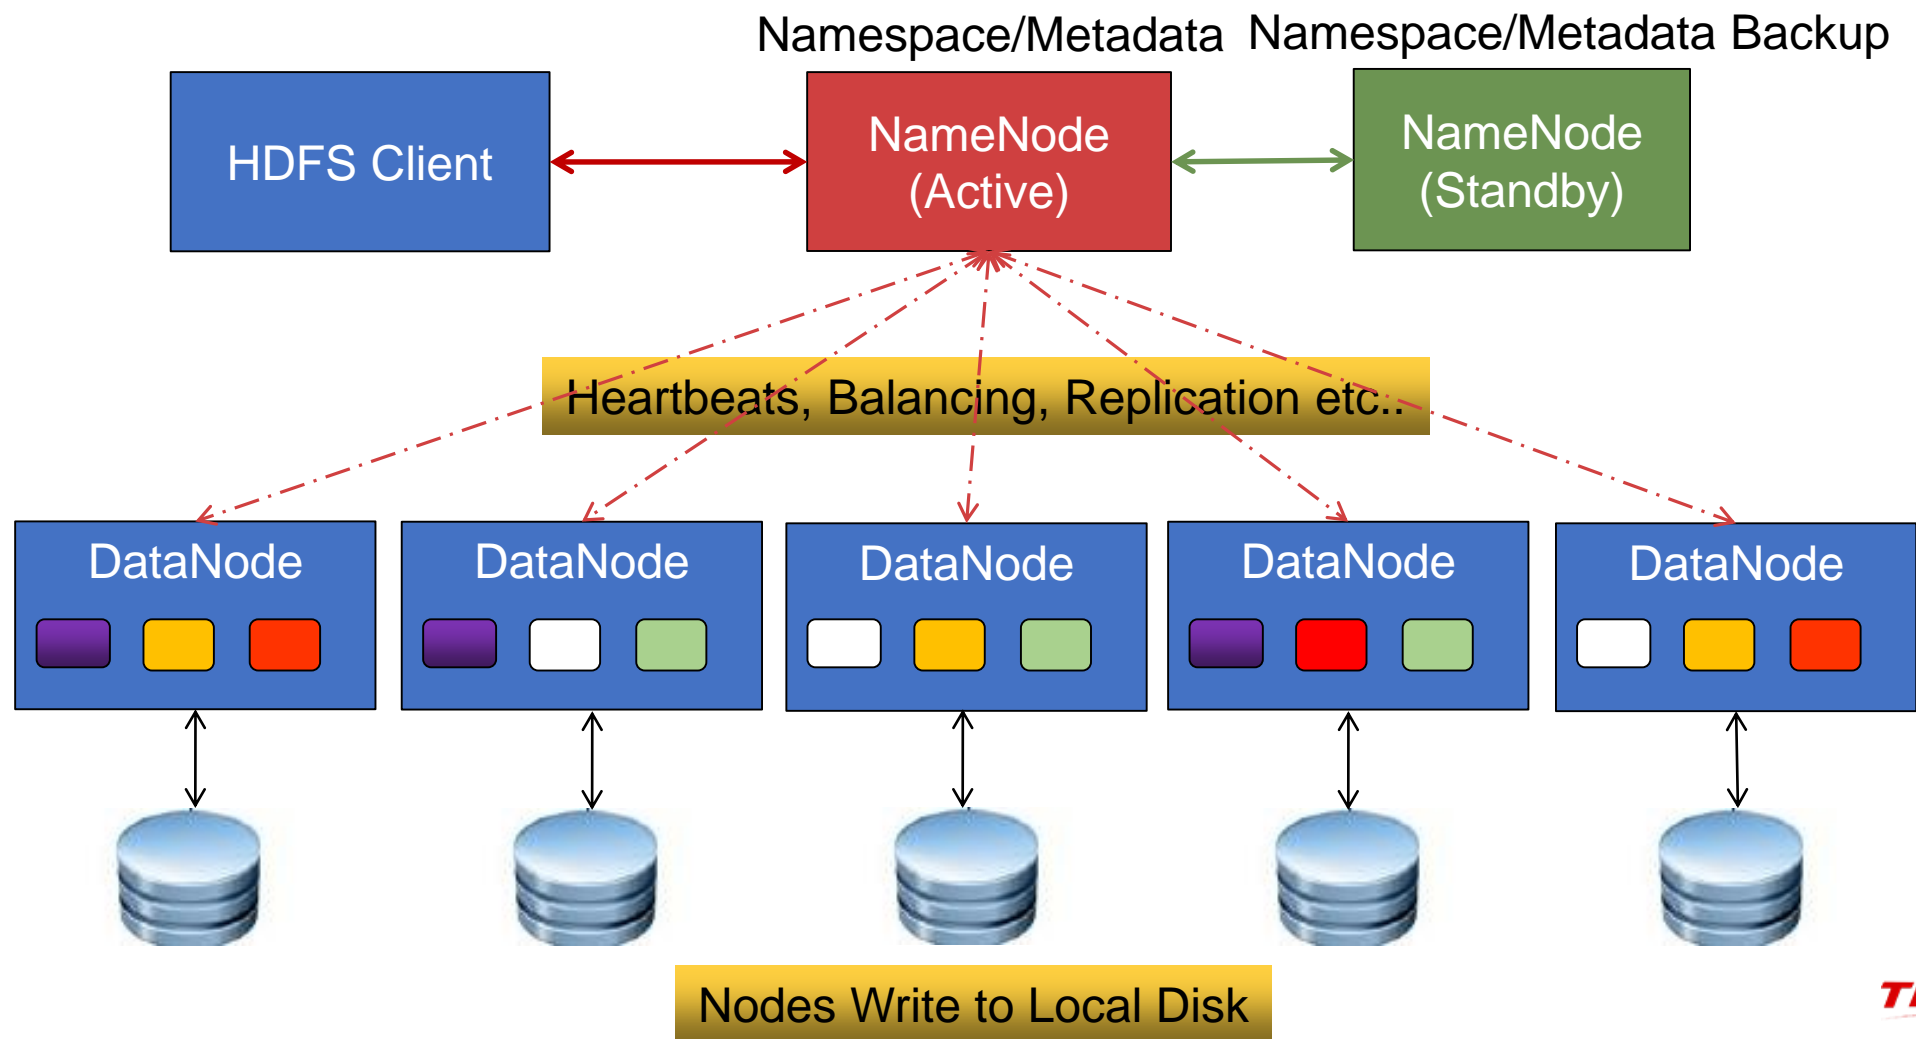 Namespace/Metadata
Namespace/Metadata Backup
HDFS Client
NameNode
(Active)
NameNode
(Standby)
Heartbeats, Balancing, Replication etc..
DataNode
DataNode
DataNode
DataNode
DataNode
Nodes Write to Local Disk